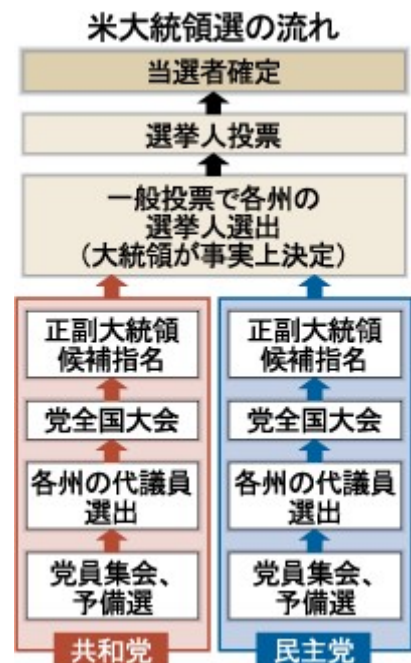 米大統領選の流れ
当選者確定
選挙人投票
一般投票で各州の
選挙人選出
（大統領が事実上決定）
正副大統領
候補指名
党全国大会
各州の代議員
選出
党員集会、
予備選
共和党
正副大統領
候補指名
党全国大会
各州の代議員
選出
党員集会、
予備選
民主党